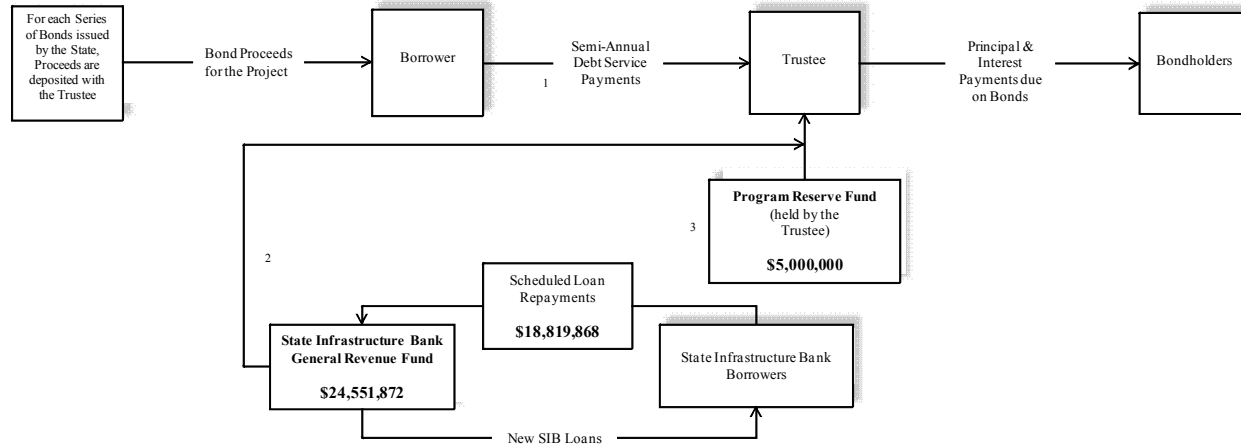 For each Series
of Bonds issued
by the State,
Proceeds are
deposited with
the Trustee
Bond Proceeds
for the Project
Borrower
1
Semi-Annual
Debt Service
Payments
Trustee
Principal &
Interest
Payments due
on Bonds
Bondholders
Program Reserve Fund
(held by the
Trustee)
$5,000,000
3
2
Scheduled Loan
Repayments
$18,819,868
State Infrastructure Bank
General Revenue Fund
$24,551,872
State Infrastructure Bank
Borrowers
New SIB Loans